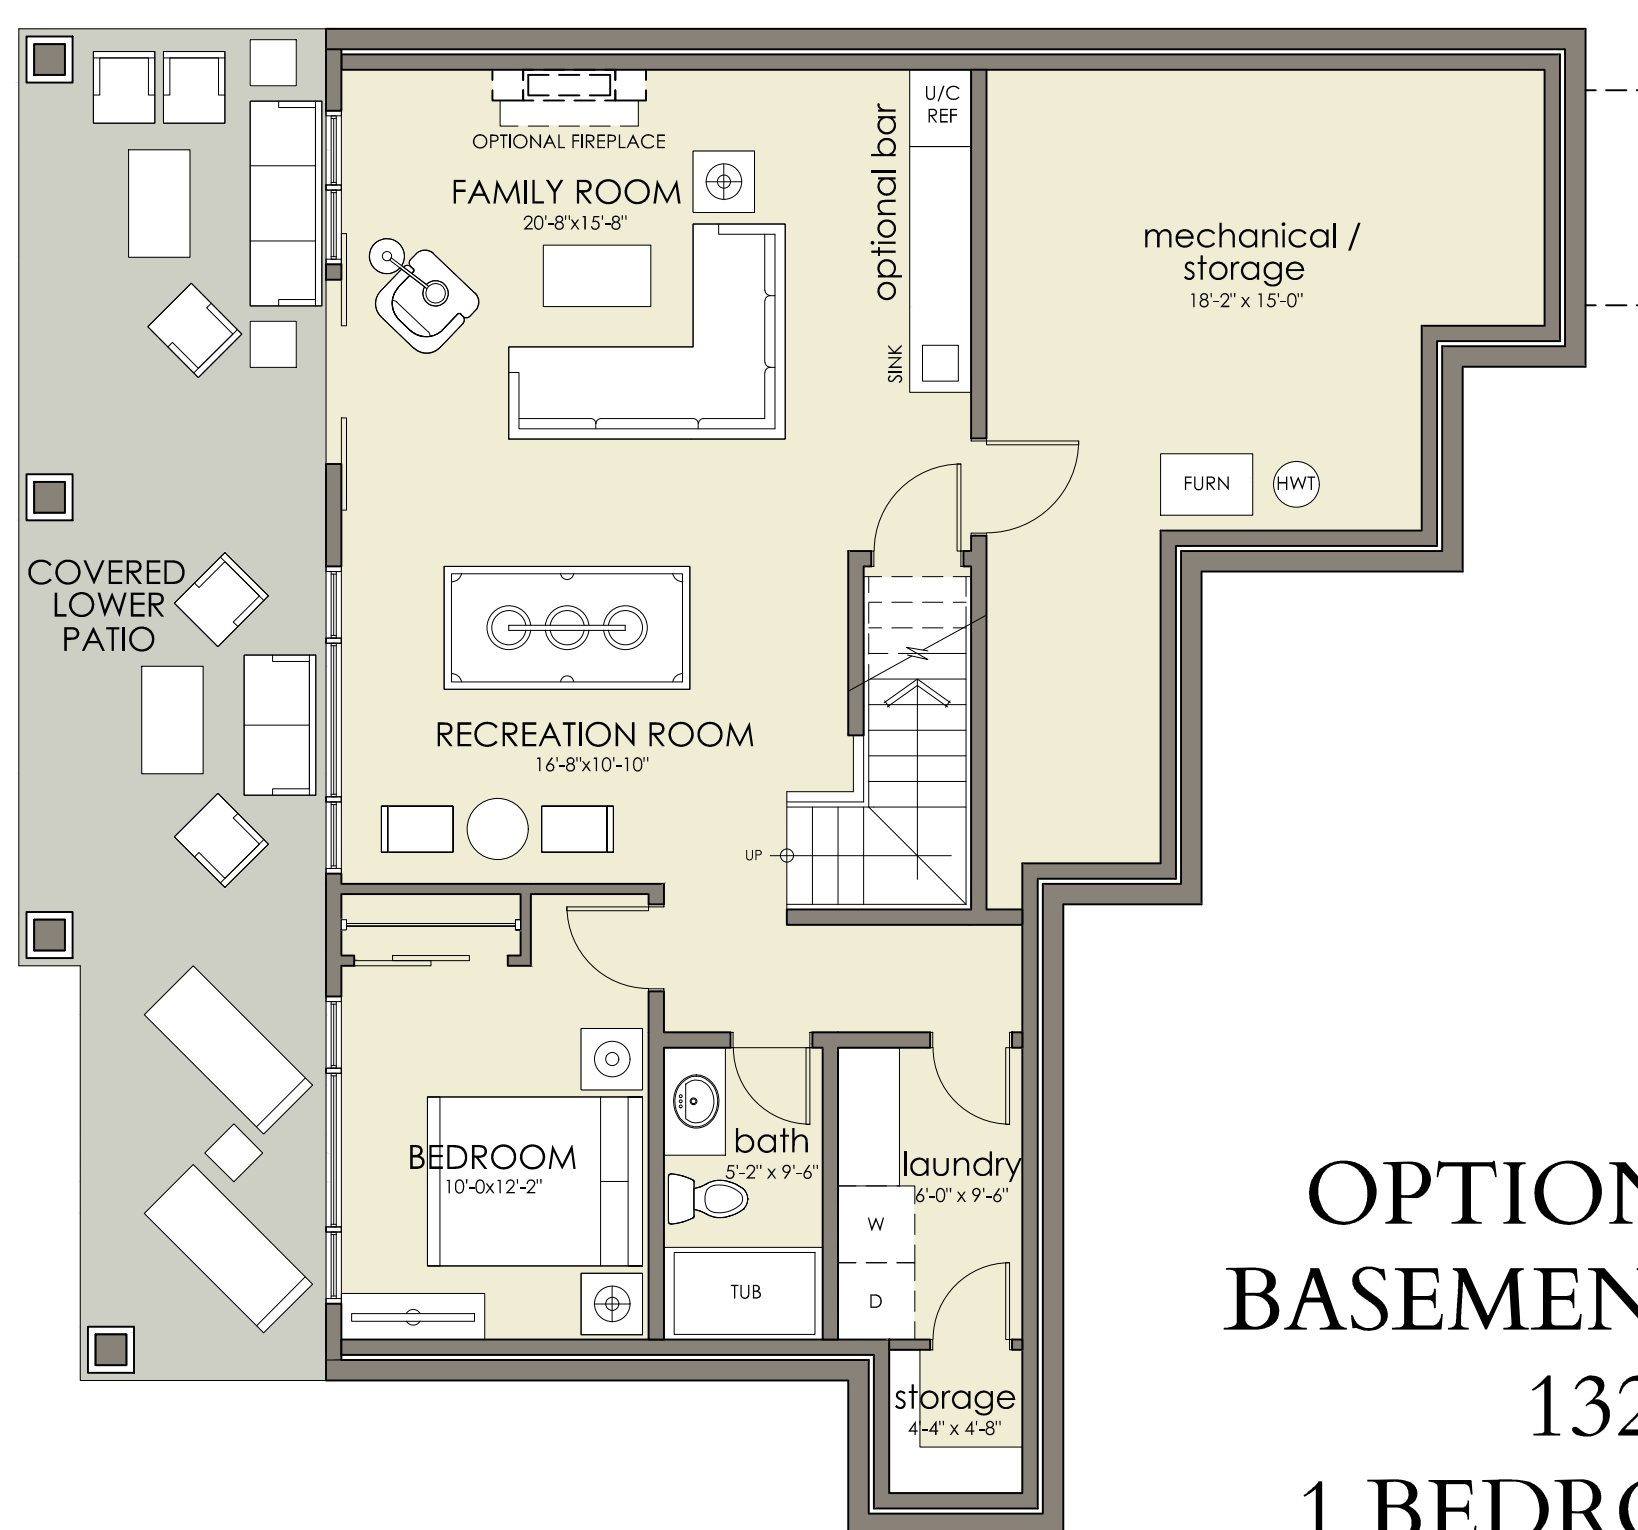 U/C
REF
OPTIONAL FIREPLACE
optional bar
FAMILY ROOM
20'-8"x15'-8"
mechanical /
storage
18'-2" x 15'-0"
SINK
FURN
HWT
COVERED
LOWER
PATIO
RECREATION ROOM
16'-8"x10'-10"
UP
BEDROOM
10'-0x12'-2"
bath
5'-2" x 9'-6"
laundry
6'-0" x 9'-6"
W
TUB
D
storage
4'-4" x 4'-8"
OPTION
BASEMEN
132
1 BEDRO